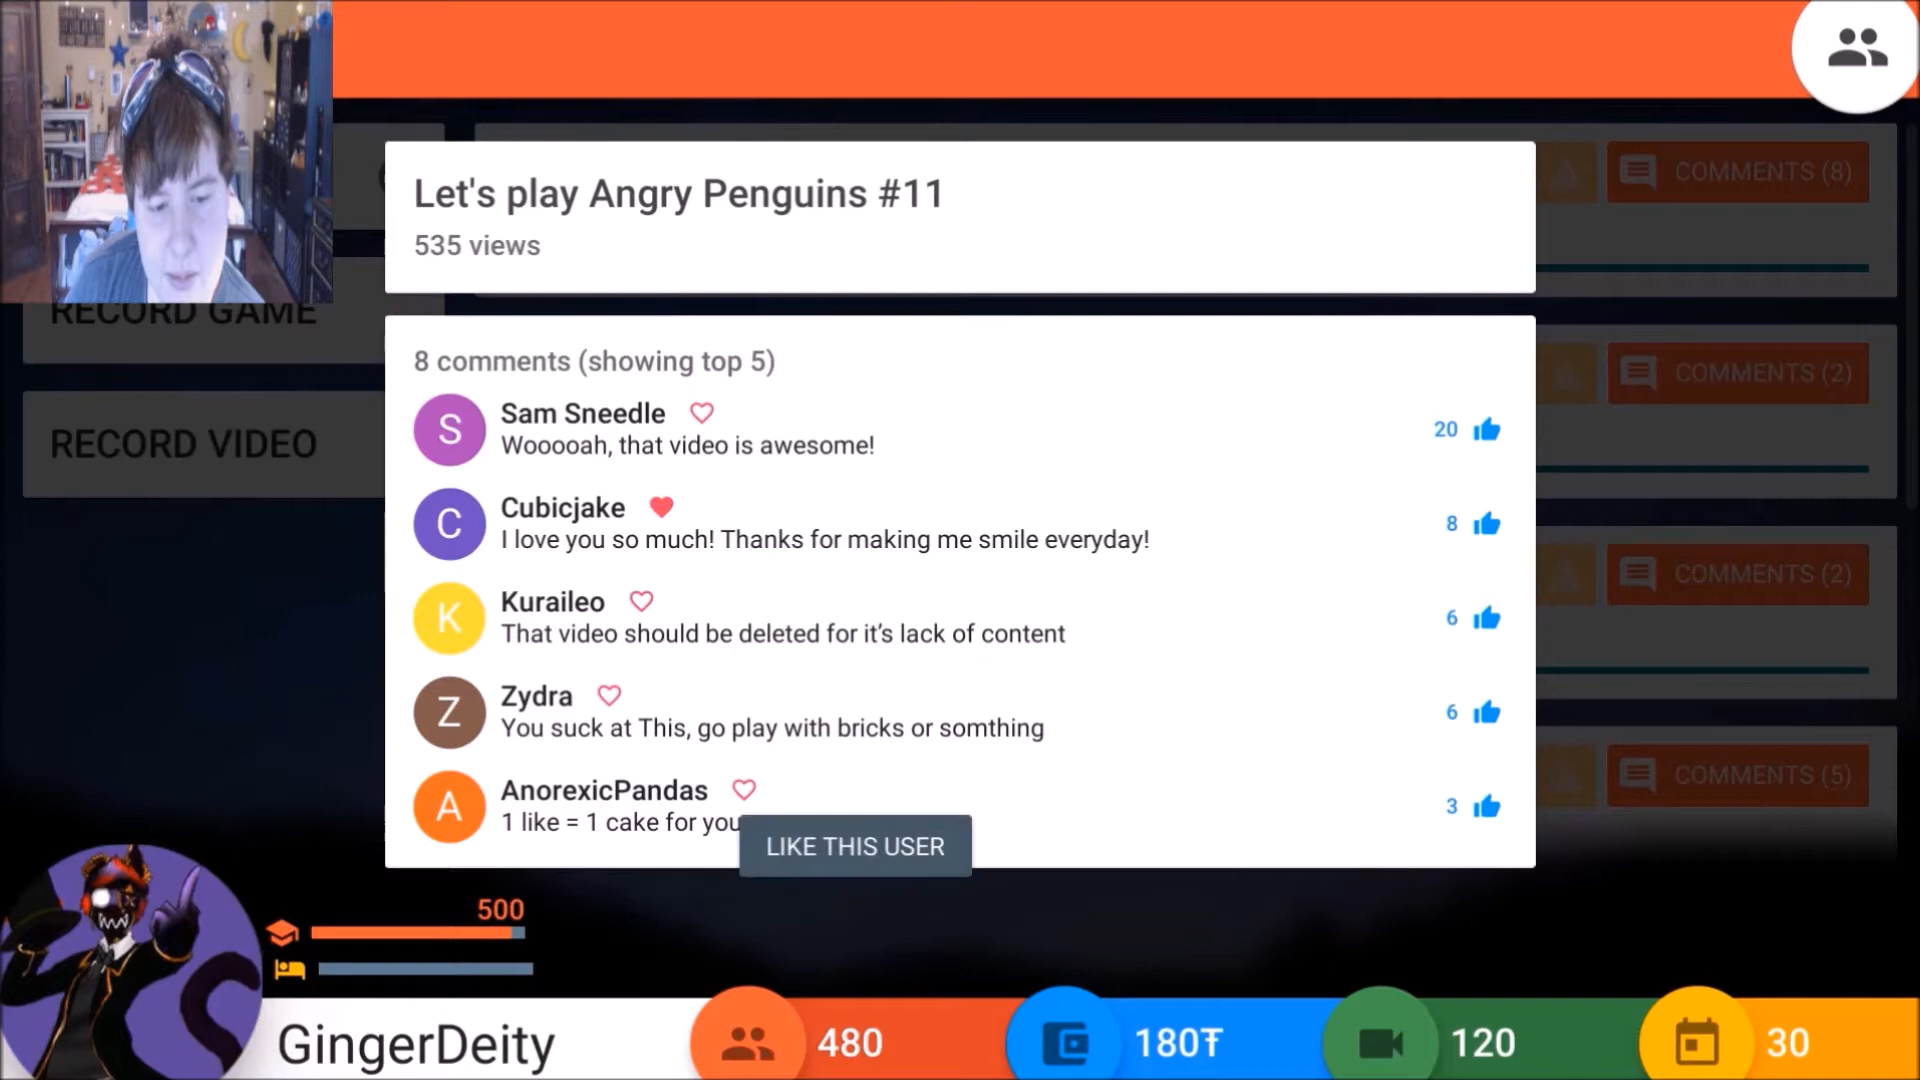 COMMENTS (8)
Let's play Angry Penguins #11
535 views
RECORD GAME
COMMENTS (2)
8 comments (showing top 5)
S
Sam Sneedle
Wooooah, that video is awesome!
20
RECORD VIDEO
C
Cubicjake
I love you so much! Thanks for making me smile everyday!
8
COMMENTS (2)
K
Kuraileo
That video should be deleted for it’s lack of content
6
Z
Zydra
You suck at This, go play with bricks or somthing
6
COMMENTS (5)
A
AnorexicPandas
1 like = 1 cake for you
3
LIKE THIS USER
500
GingerDeity
480
180Ŧ
120
30